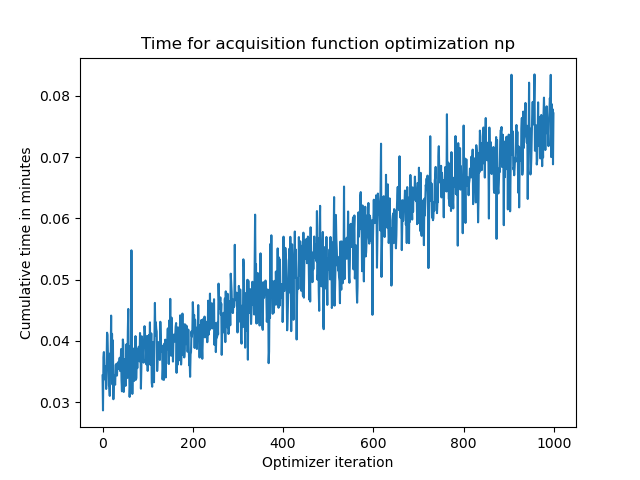 Time for acquisition function optimization np
0.08
0.07
0.06
0.05
0.04
0.03
Cumulative time in minutes
0 200 400 600 800 1000
Optimizer iteration